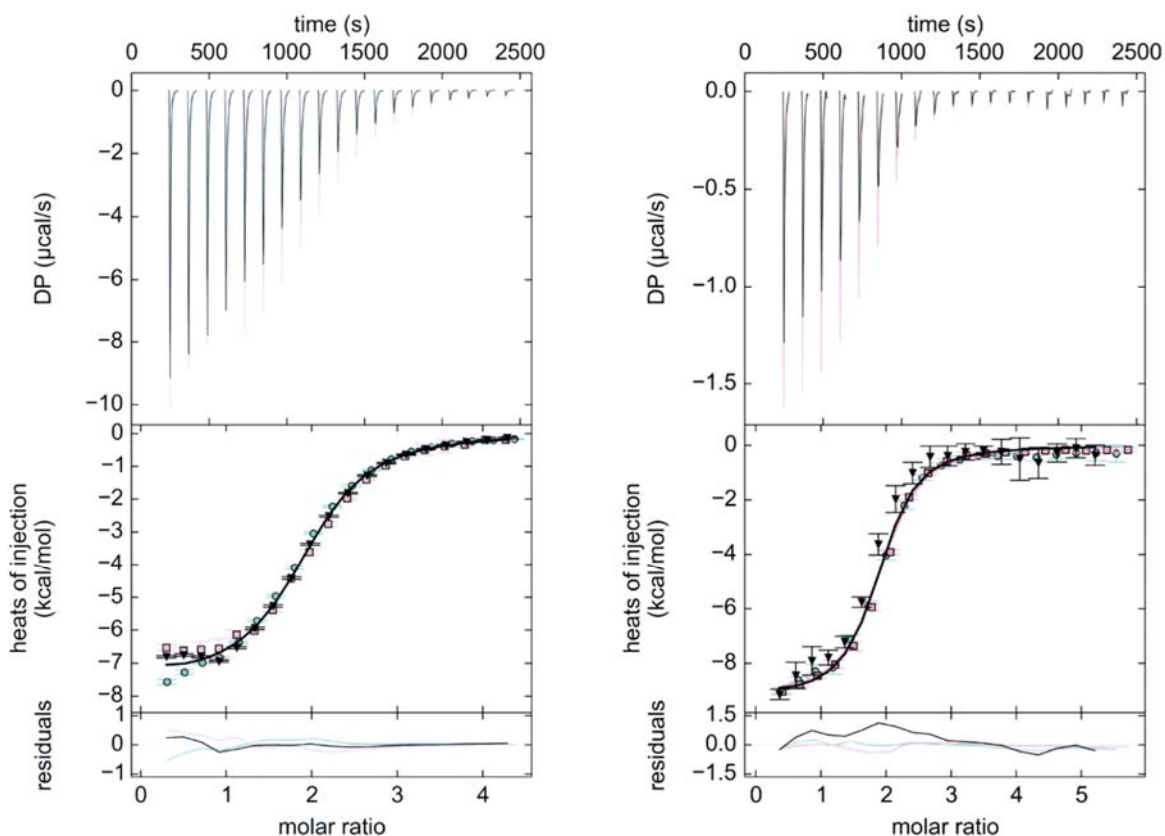 time (s)
0 500 1000 1500 2000 2500
0
−2
−4
−6
−8
−10
DP (µcal/s)
0
−1
−2
−3
−4
−5
−6
−7
−8
heats of injection
(kcal/mol)
1
0
−1
residuals
0 1 2 3 4
molar ratio
time (s)
0 500 1000 1500 2000 2500
0.0
−0.5
−1.0
−1.5
DP (µcal/s)
0
−2
−4
−6
−8
heats of injection
(kcal/mol)
1.5
0.0
−1.5
residuals
0 1 2 3 4 5
molar ratio